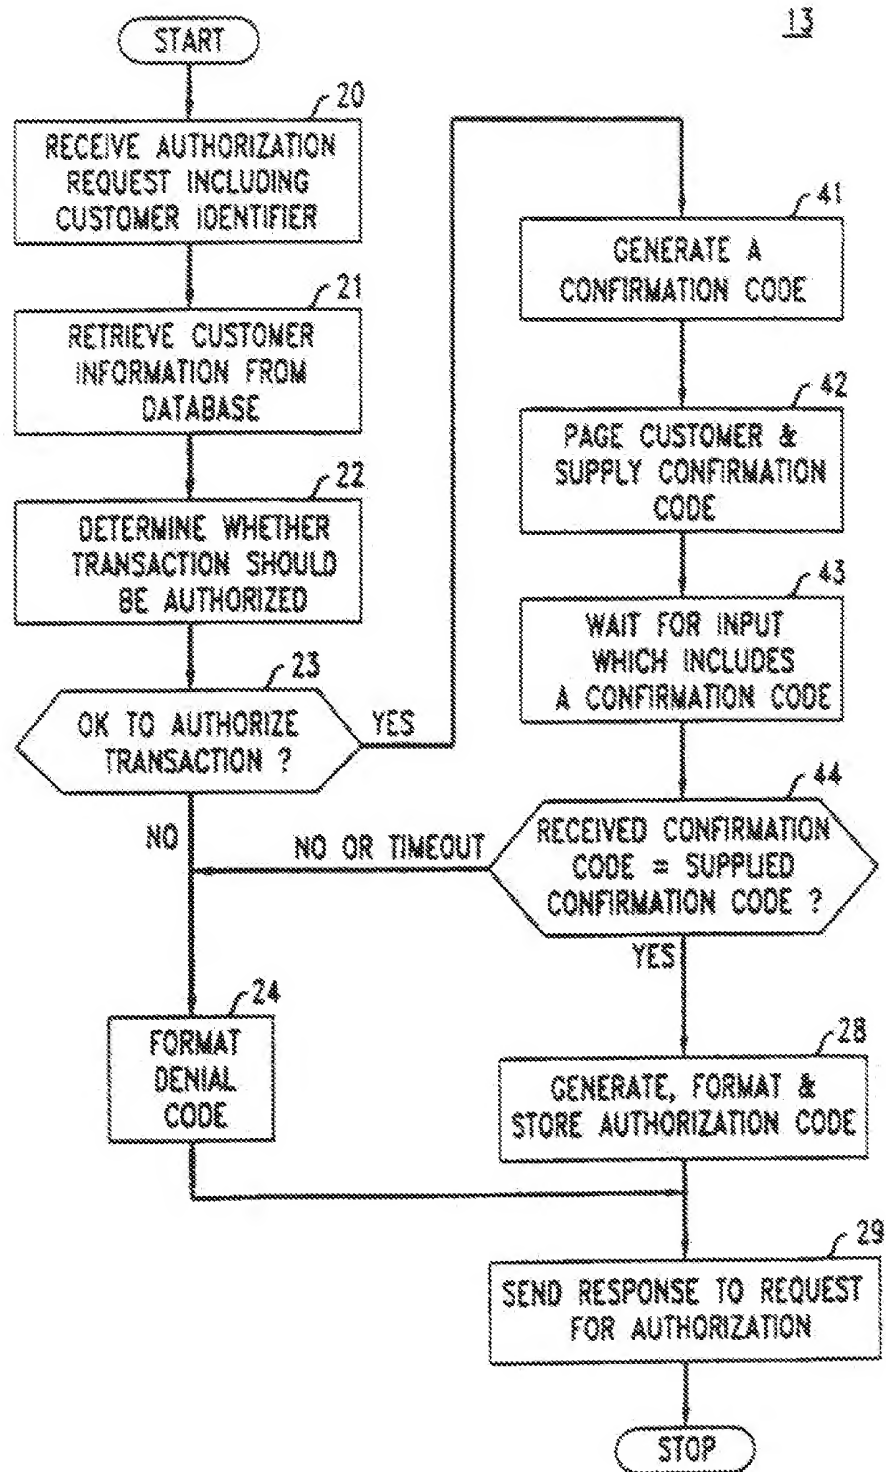 13
START
20
RECEIVE AUTHORIZATION
REQUEST INCLUDING
CUSTOMER IDENTIFIER
21
RETRIEVE CUSTOMER
INFORMATION FROM
DATABASE
22
DETERMINE WHETHER
TRANSACTION SHOULD
BE AUTHORIZED
23
OK TO AUTHORIZE
TRANSACTION ?
YES
NO
41
GENERATE A
CONFIRMATION CODE
42
PAGE CUSTOMER &
SUPPLY CONFIRMATION
CODE
43
WAIT FOR INPUT
WHICH INCLUDES
A CONFIRMATION CODE
44
RECEIVED CONFIRMATION
CODE = SUPPLIED
CONFIRMATION CODE ?
NO OR TIMEOUT
YES
24
FORMAT
DENIAL
CODE
28
GENERATE, FORMAT &
STORE AUTHORIZATION CODE
29
SEND RESPONSE TO REQUEST
FOR AUTHORIZATION
STOP